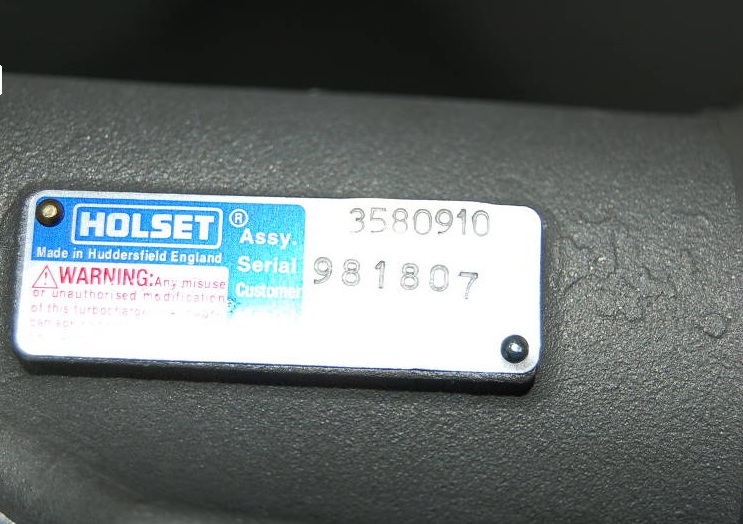 HOLSET ®
Made in Huddersfield England
Assy. 3580910
Serial 981807
Customer
WARNING: Any misuse
or unauthorised modification
of this turbocharger